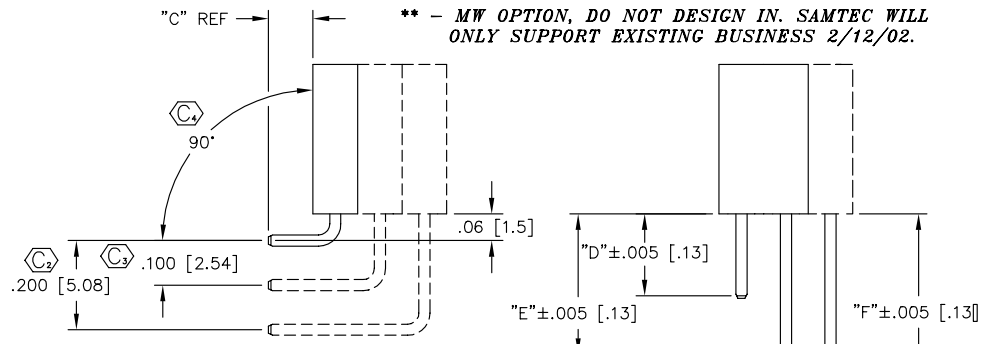 "C" REF
** - MW OPTION, DO NOT DESIGN IN. SAMTEC WILL
ONLY SUPPORT EXISTING BUSINESS 2/12/02.
C4
90°
.06 [1.5]
C2
C3
.100 [2.54]
.200 [5.08]
"D"±.005 [.13]
"E"±.005 [.13]
"F"±.005 [.13]